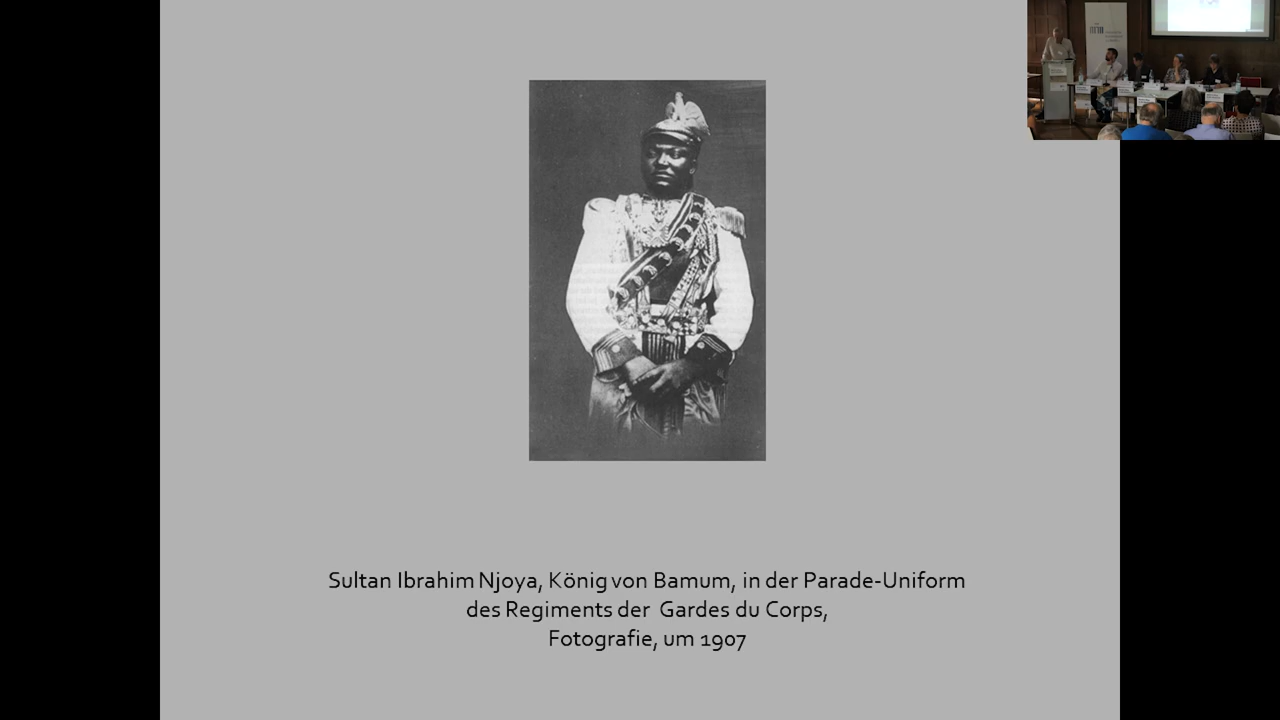 Sultan Ibrahim Njoya, König von Bamum, in der Parade-Uniform
des Regiments der Gardes du Corps,
Fotografie, um 1907